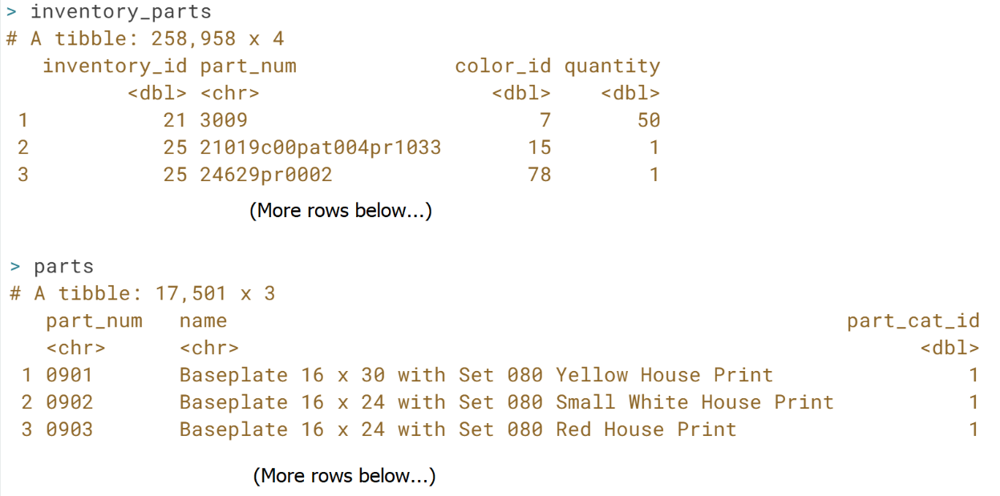 > inventory_parts
# A tibble: 258,958 x 4
inventory_id part_num color_id quantity
<dbl> <chr> <dbl> <dbl>
1 21 3009 7 50
2 25 21019c00pat004pr1033 15 1
3 25 24629pr0002 78 1
(More rows below...)
> parts
# A tibble: 17,501 x 3
part_num name part_cat_id
<chr> <chr> <dbl>
1 0901 Baseplate 16 x 30 with Set 080 Yellow House Print 1
2 0902 Baseplate 16 x 24 with Set 080 Small White House Print 1
3 0903 Baseplate 16 x 24 with Set 080 Red House Print 1
(More rows below...)